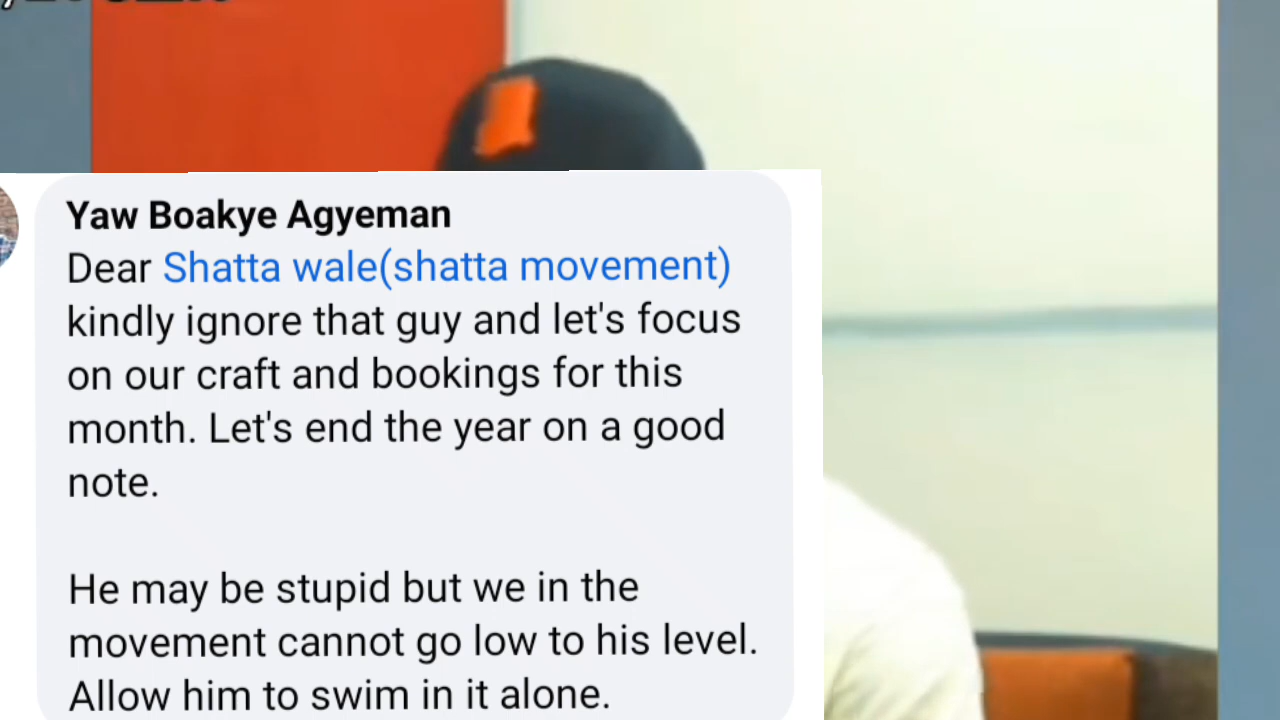 Yaw Boakye Agyeman
Dear Shatta wale(shatta movement)
kindly ignore that guy and let's focus
on our craft and bookings for this
month. Let's end the year on a good
note.
He may be stupid but we in the
movement cannot go low to his level.
Allow him to swim in it alone.